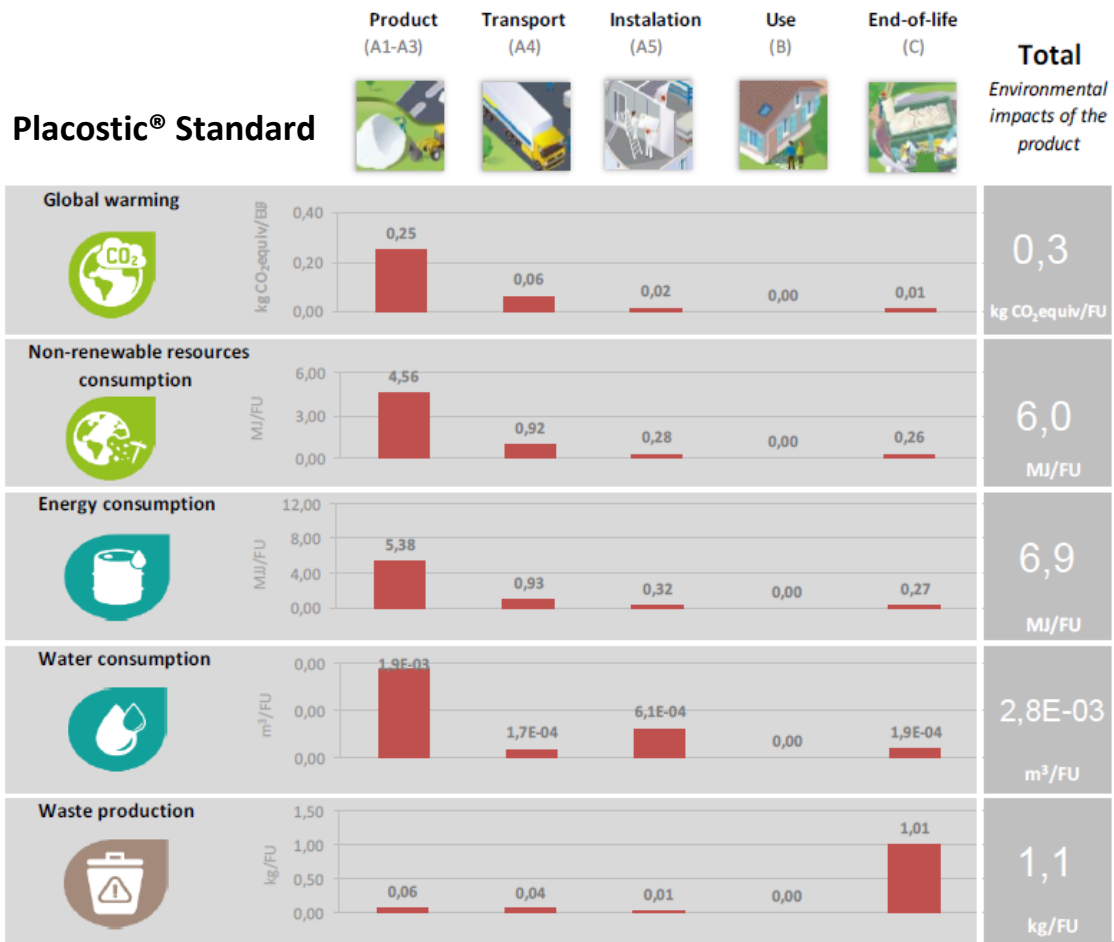 Product
(A1-A3)
Transport
(A4)
Instalation
(A5)
Use
(B)
End-of-life
(C)
Total
Environmental
impacts of the
product
Placostic® Standard
Global warming
CO₂
kg CO₂equiv/
0,40
0,20
0,00
0,25
0,06
0,02
0,00
0,01
0,3
kg CO₂equiv/FU
Non-renewable resources
consumption
MJ/FU
6,00
3,00
0,00
4,56
0,92
0,28
0,00
0,26
6,0
MJ/FU
Energy consumption
MJ/FU
12,00
8,00
4,00
0,00
5,38
0,93
0,32
0,00
0,27
6,9
MJ/FU
Water consumption
m³/FU
0,00
0,00
0,00
1,9E-03
1,7E-04
6,1E-04
0,00
1,9E-04
2,8E-03
m³/FU
Waste production
kg/FU
1,50
1,00
0,50
0,00
0,06
0,04
0,01
0,00
1,01
1,1
kg/FU